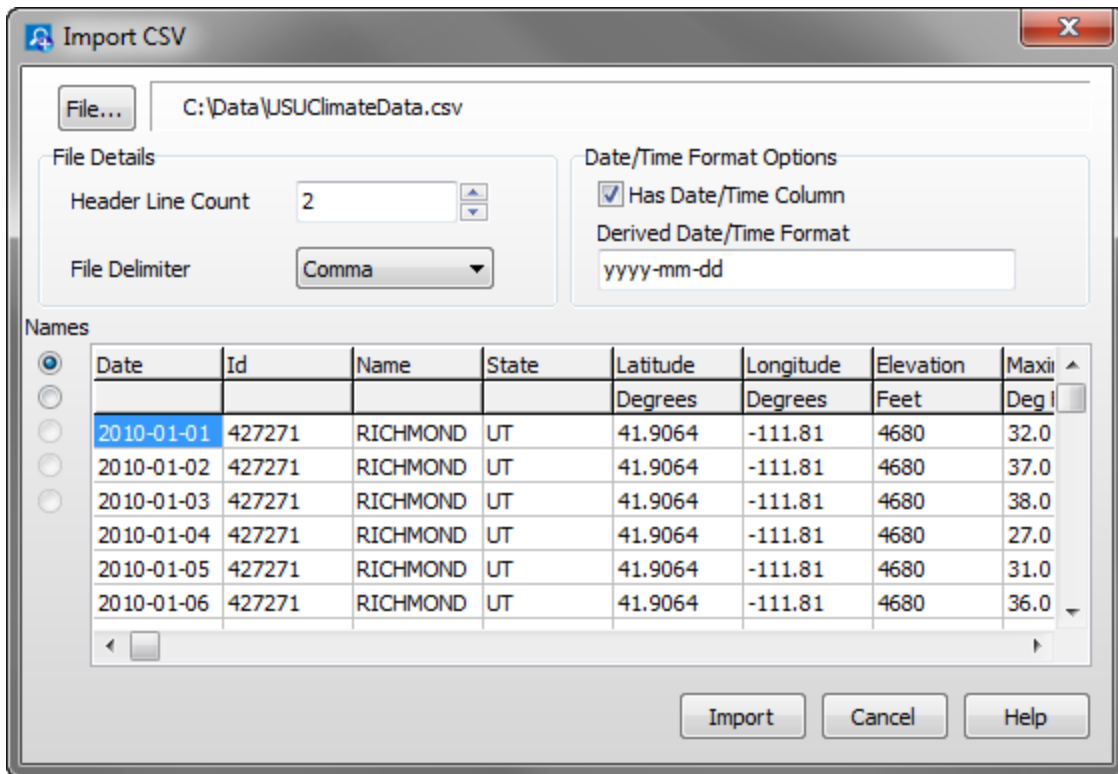 Import CSV
File... C:\Data\USUClimateData.csv
File Details
Header Line Count 2
File Delimiter Comma
Date/Time Format Options
Has Date/Time Column
Derived Date/Time Format
yyyy-mm-dd
Names
Date Id Name State Latitude Longitude Elevation
Degrees Degrees Feet Deg
2010-01-01 427271 RICHMOND UT 41.9064 -111.81 4680 32.0
2010-01-02 427271 RICHMOND UT 41.9064 -111.81 4680 37.0
2010-01-03 427271 RICHMOND UT 41.9064 -111.81 4680 38.0
2010-01-04 427271 RICHMOND UT 41.9064 -111.81 4680 27.0
2010-01-05 427271 RICHMOND UT 41.9064 -111.81 4680 31.0
2010-01-06 427271 RICHMOND UT 41.9064 -111.81 4680 36.0
Import Cancel Help